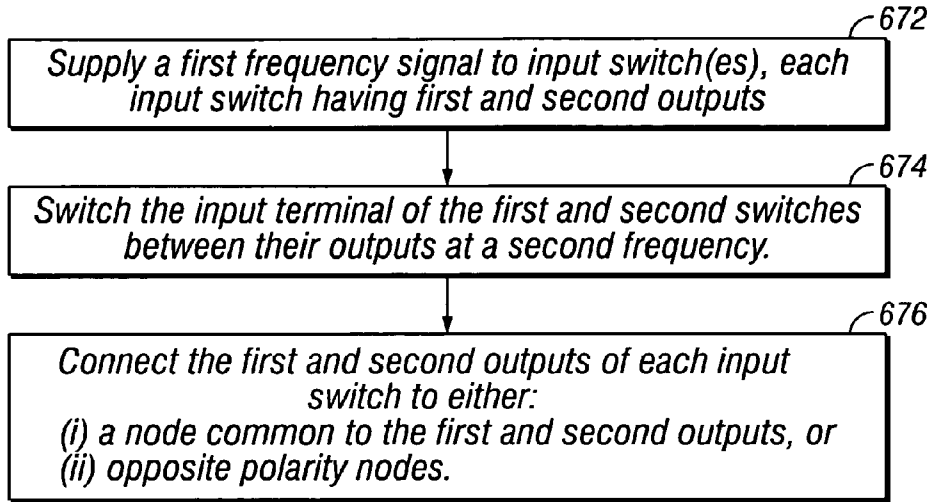 672
Supply a first frequency signal to input switch(es), each
input switch having first and second outputs
674
Switch the input terminal of the first and second switches
between their outputs at a second frequency.
676
Connect the first and second outputs of each input
switch to either:
(i) a node common to the first and second outputs, or
(ii) opposite polarity nodes.